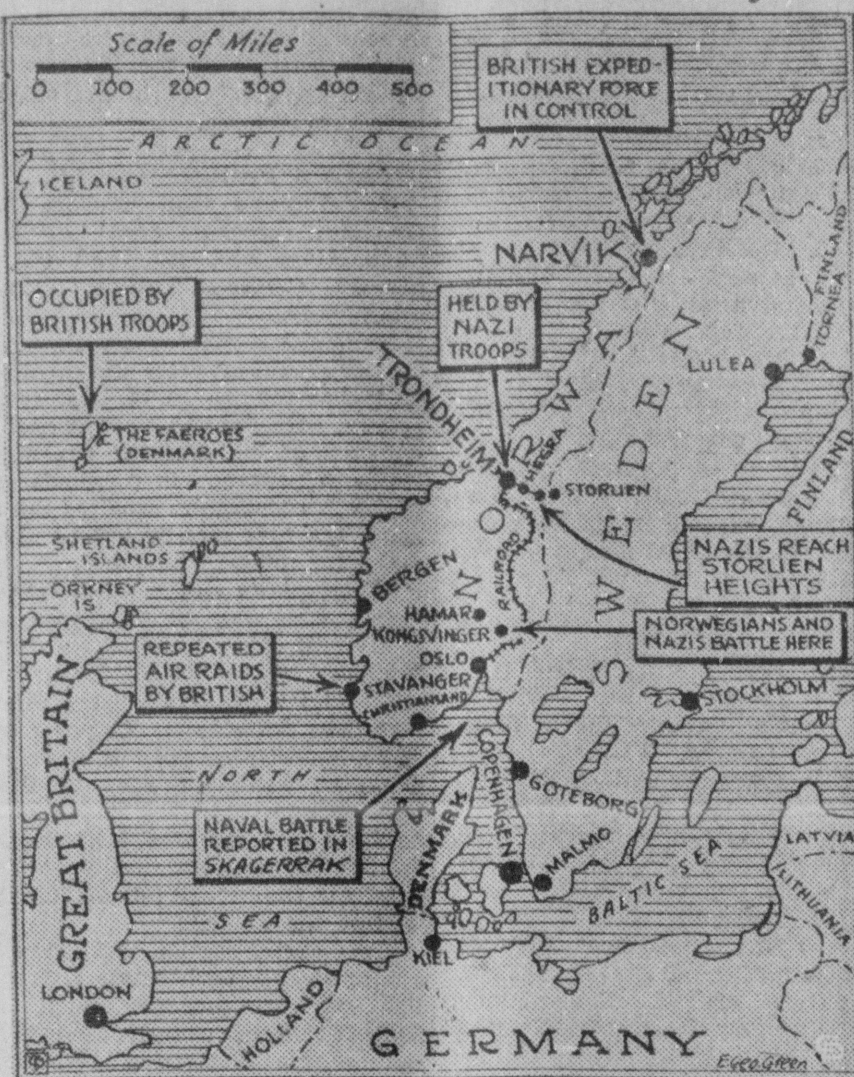 Scale of Miles
0 100 200 300 400 500
BRITISH EXPED-
ITIONARY FORCE
IN CONTROL
ARCTIC OCEAN
ICELAND
NARVIK
OCCUPIED BY
BRITISH TROOPS
HELD BY
NAZI
TROOPS
FINLAND
TORNEA
LULEA
TRONDHEIM
NORWAY
SWEDEN
THE FAEROES
(DENMARK)
HEGRA
STORLIEN
FINLAND
SHETLAND
ISLANDS
ORKNEY
IS
BERGEN
RAILROAD
NAZIS REACH
STORLIEN
HEIGHTS
HAMAR
KONGSVINGER
NORWEGIANS AND
NAZIS BATTLE HERE
OSLO
REPEATED
AIR RAIDS
BY BRITISH
STAVANGER
CHRISTIANSAND
STOCKHOLM
GREAT BRITAIN
NORTH
SEA
COPENHAGEN
GOTEBORG
NAVAL BATTLE
REPORTED IN
SKAGERRAK
DENMARK
MALMO
BALTIC SEA
LATVIA
LITHUANIA
KIEL
LONDON
HOLLAND
GERMANY